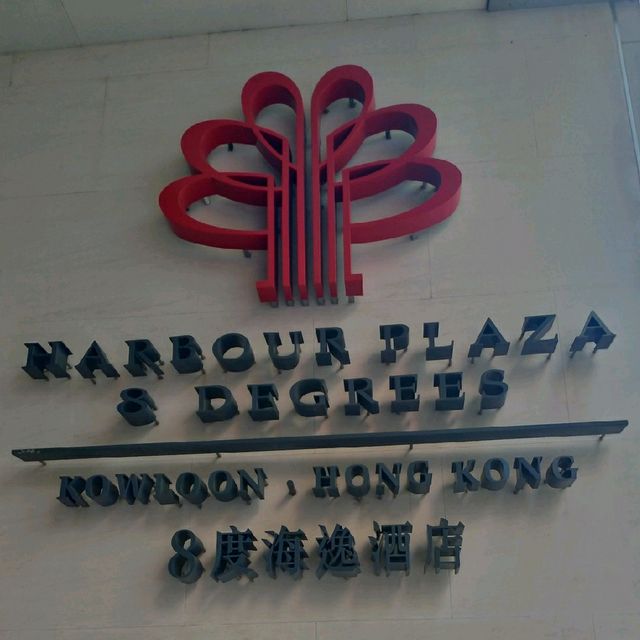 HARBOUR PLAZA
8 DEGREES
KOWLOON . HONG KONG
8度海逸酒店